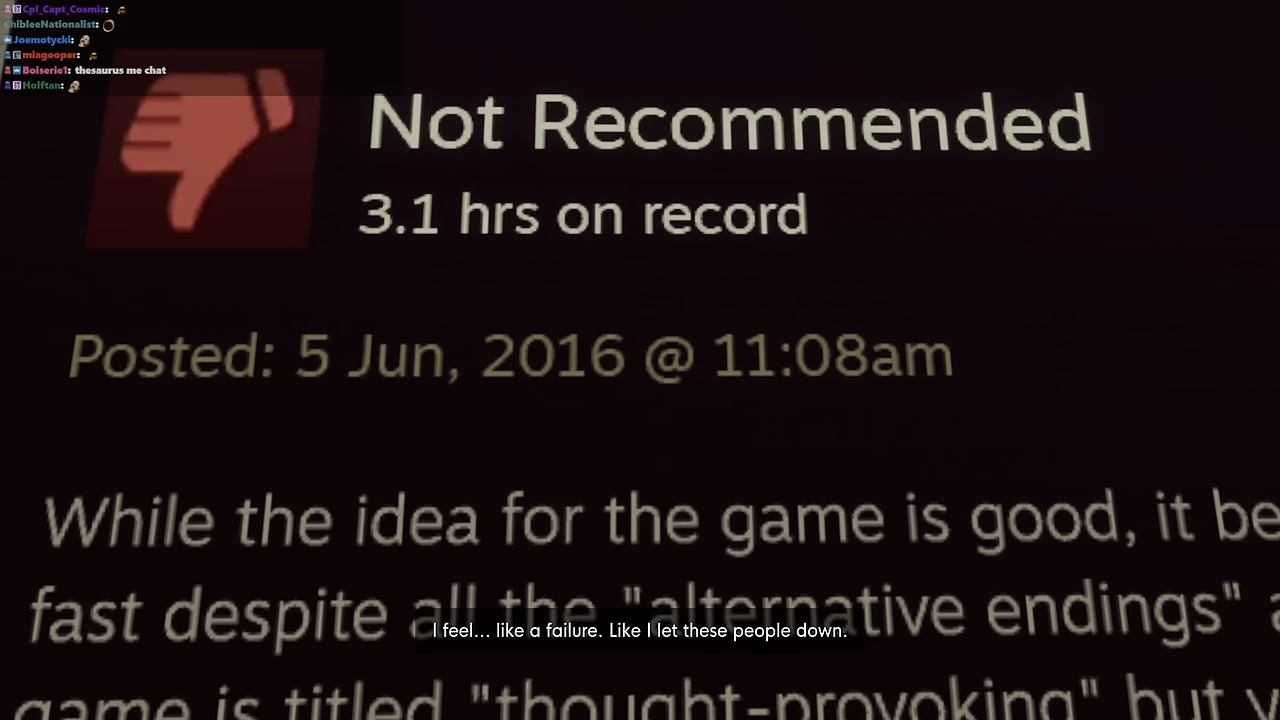 Cpl_Capt_Cosmic:
ChibleeNationalist:
Joemotycki:
miagooper:
Boiserie1: thesaurus me chat
Holftan:
Not Recommended
3.1 hrs on record
Posted: 5 Jun, 2016 @ 11:08am
While the idea for the game is good, it be
fast despite all the "alternative endings" a
I feel... like a failure. Like I let these people down.
game is titled "thought-provoking" but y